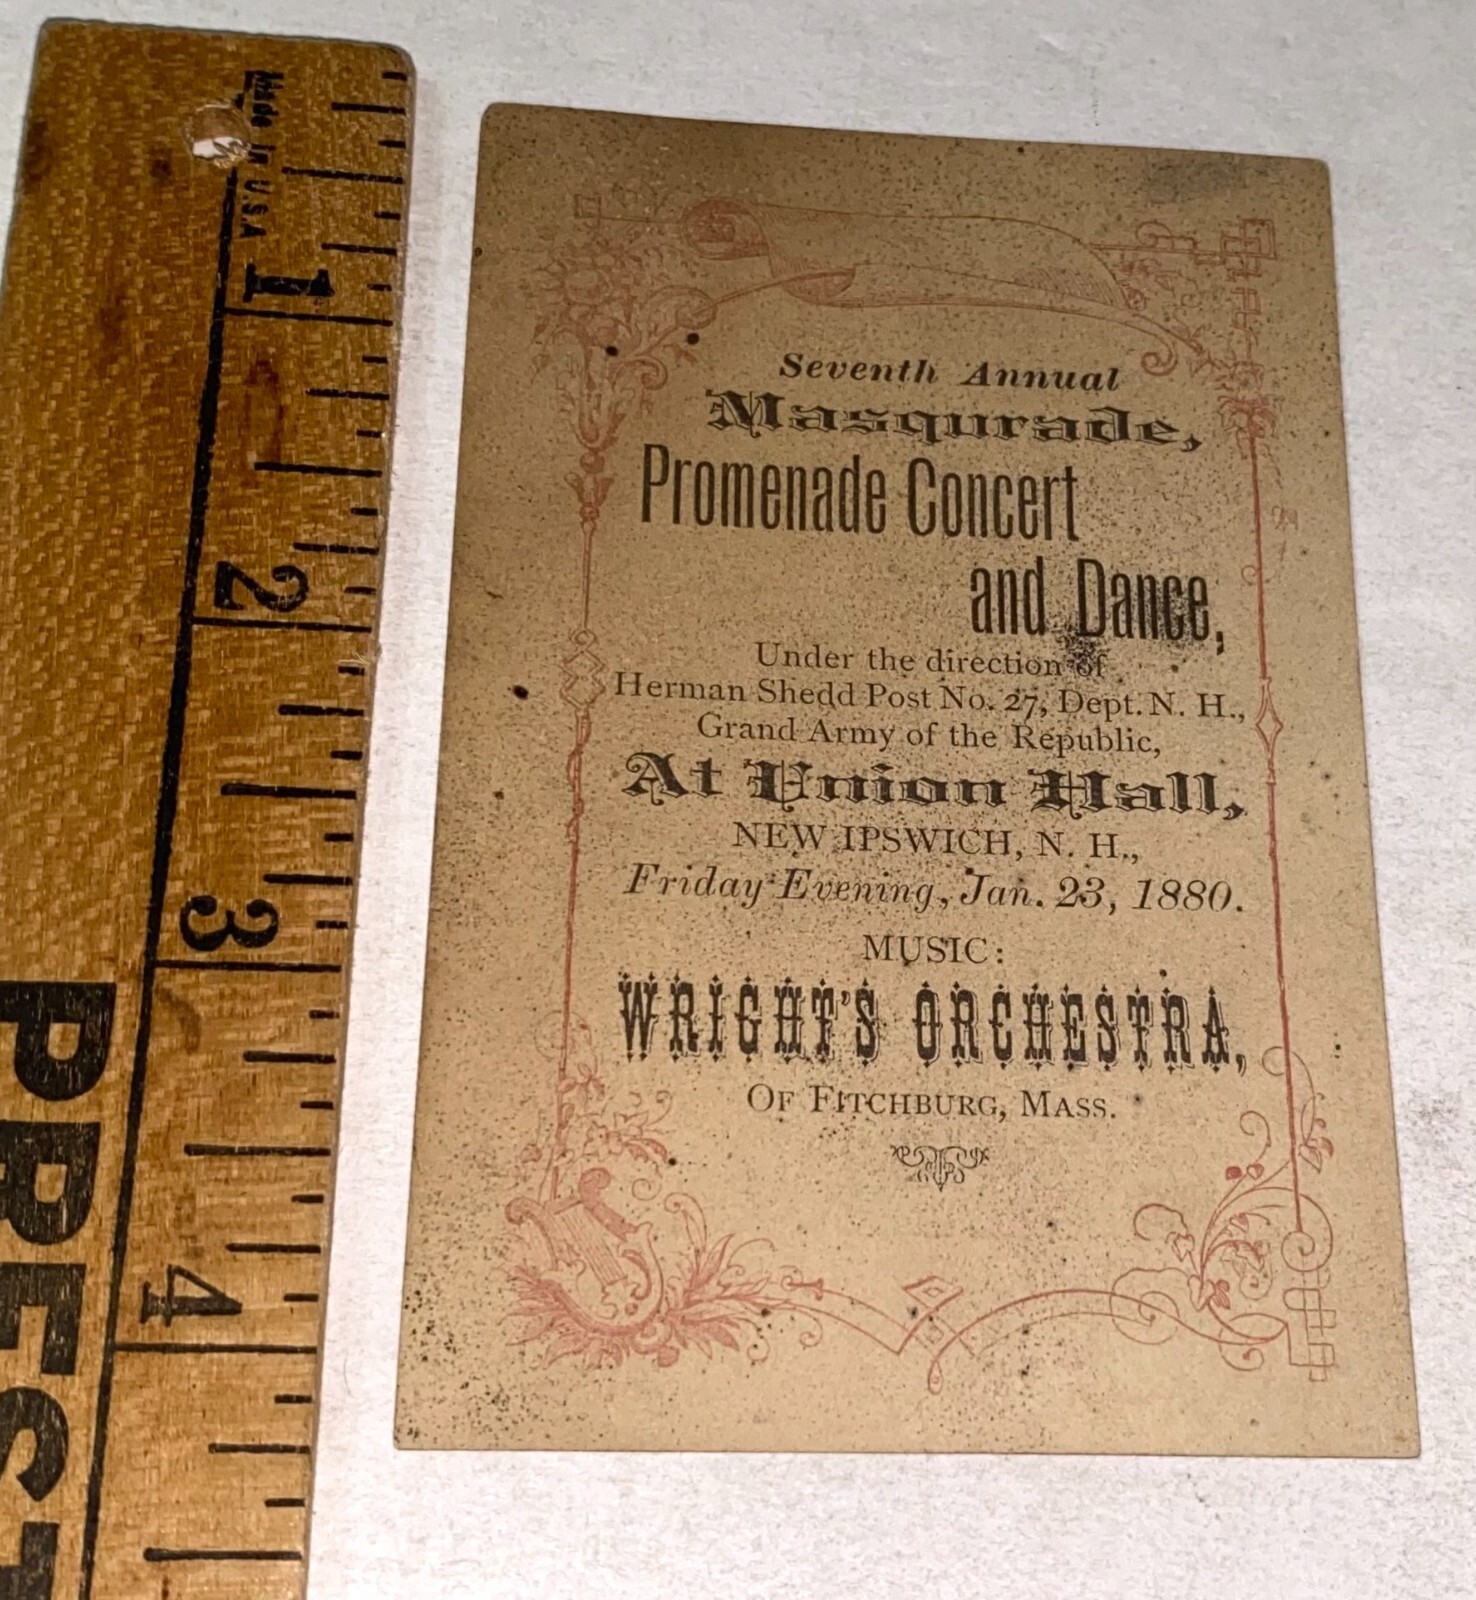 Made in U.S.A
1
2
3
4
PREST
Seventh Annual
Masqurade,
Promenade Concert
and Dance,
Under the direction of
Herman Shedd Post No. 27, Dept. N. H.,
Grand Army of the Republic,
At Union Hall,
NEW IPSWICH, N. H.,
Friday Evening, Jan. 23, 1880.
MUSIC:
WRIGHT'S ORCHESTRA,
OF FITCHBURG, MASS.